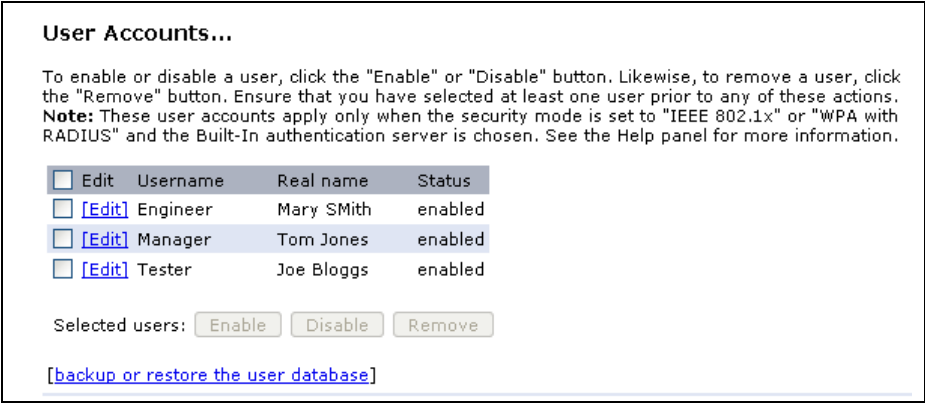 User Accounts...
To enable or disable a user, click the "Enable" or "Disable" button. Likewise, to remove a user, click
the "Remove" button. Ensure that you have selected at least one user prior to any of these actions.
Note: These user accounts apply only when the security mode is set to "IEEE 802.1x" or "WPA with
RADIUS" and the Built-In authentication server is chosen. See the Help panel for more information.
Edit Username Real name Status
[Edit] Engineer Mary SMith enabled
[Edit] Manager Tom Jones enabled
[Edit] Tester Joe Bloggs enabled
Selected users: Enable Disable Remove
[backup or restore the user database]